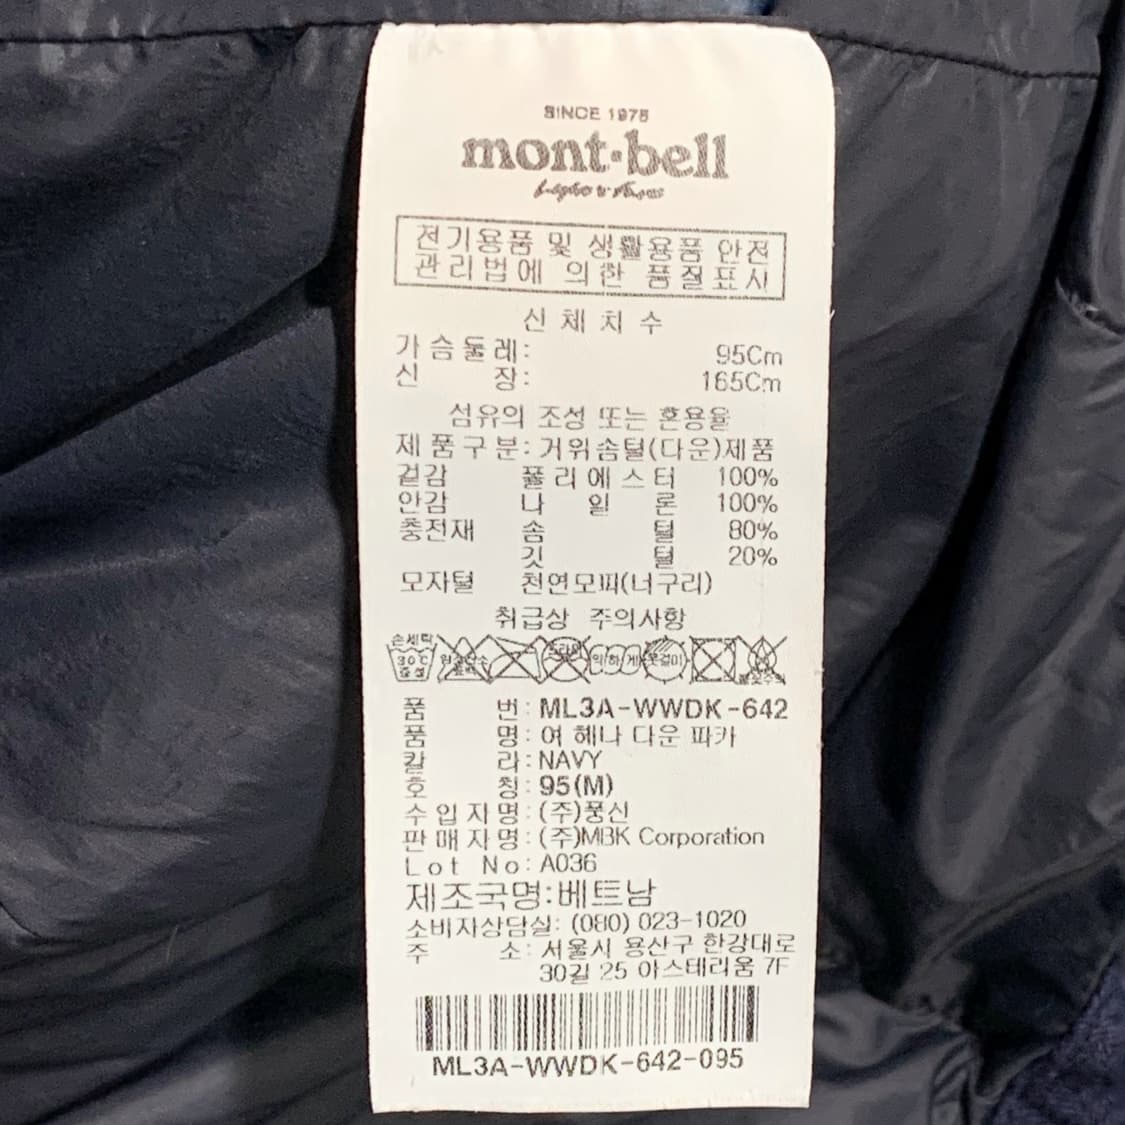 SINCE 1975
mont-bell
전기용품 및 생활용품 안전
관리법에 의한 품질표시
신체치수
가슴둘레: 95Cm
신 장: 165Cm
섬유의 조성 또는 혼용율
제품구분: 거위솜털(다운)제품
겉감 폴리에스터 100%
안감 나일론 100%
충전재 솜털 80%
깃털 20%
모자털 천연모피(너구리)
취급상 주의사항
손세탁
30℃
중성
품 번: ML3A-WWDK-642
품 명: 여 헤나 다운 파카
칼 라: NAVY
호 칭: 95(M)
수입자명: (주)풍신
판매자명: (주)MBK Corporation
Lot No: A036
제조국명:베트남
소비자상담실: (080) 023-1020
주 소: 서울시 용산구 한강대로
30길 25 아스테리움 7F
ML3A-WWDK-642-095